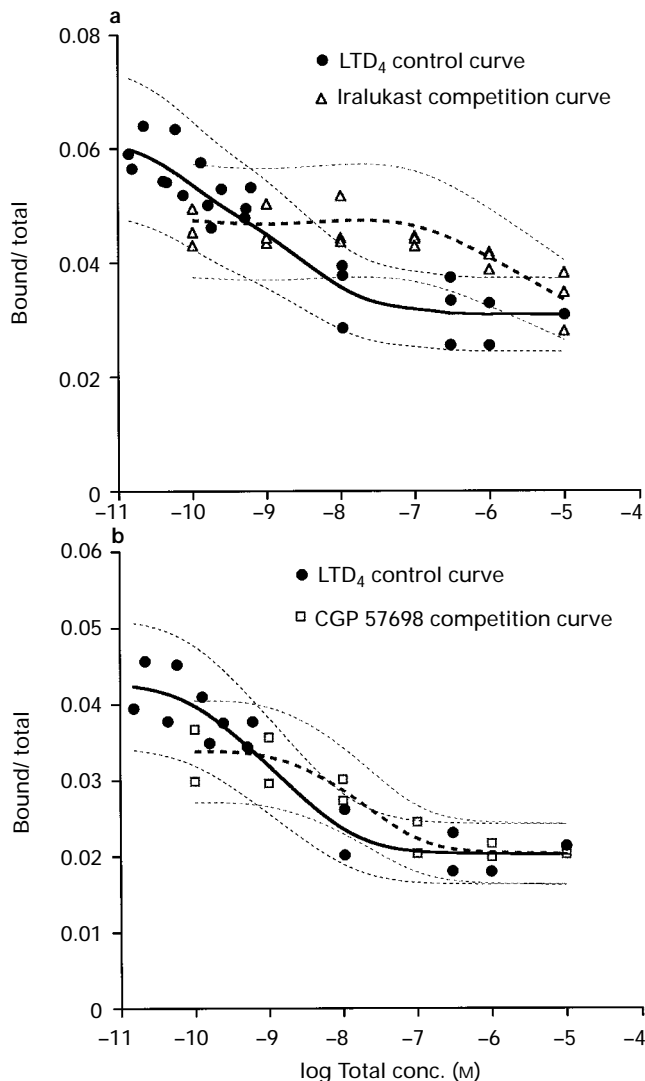 a
0.08
0.06
0.04
0.02
0
Bound/ total
LTD₄ control curve
Iralukast competition curve
−11 −10 −9 −8 −7 −6 −5 −4
b
0.06
0.05
0.04
0.03
0.02
0.01
0
Bound/ total
LTD₄ control curve
CGP 57698 competition curve
−11 −10 −9 −8 −7 −6 −5 −4
log Total conc. (M)